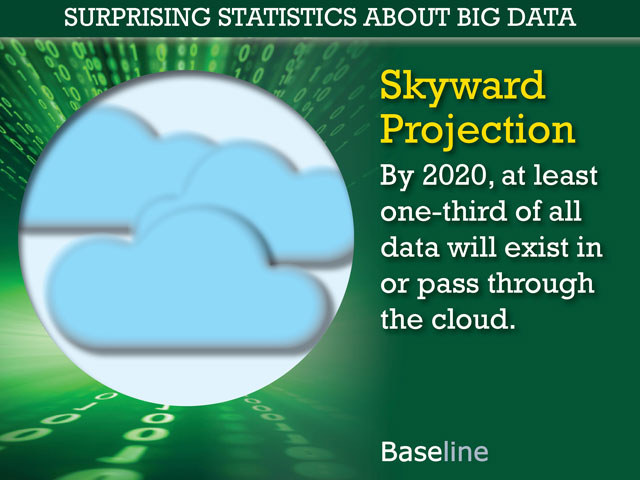 SURPRISING STATISTICS ABOUT BIG DATA
Skyward
Projection
By 2020, at least
one-third of all
data will exist in
or pass through
the cloud.
Baseline